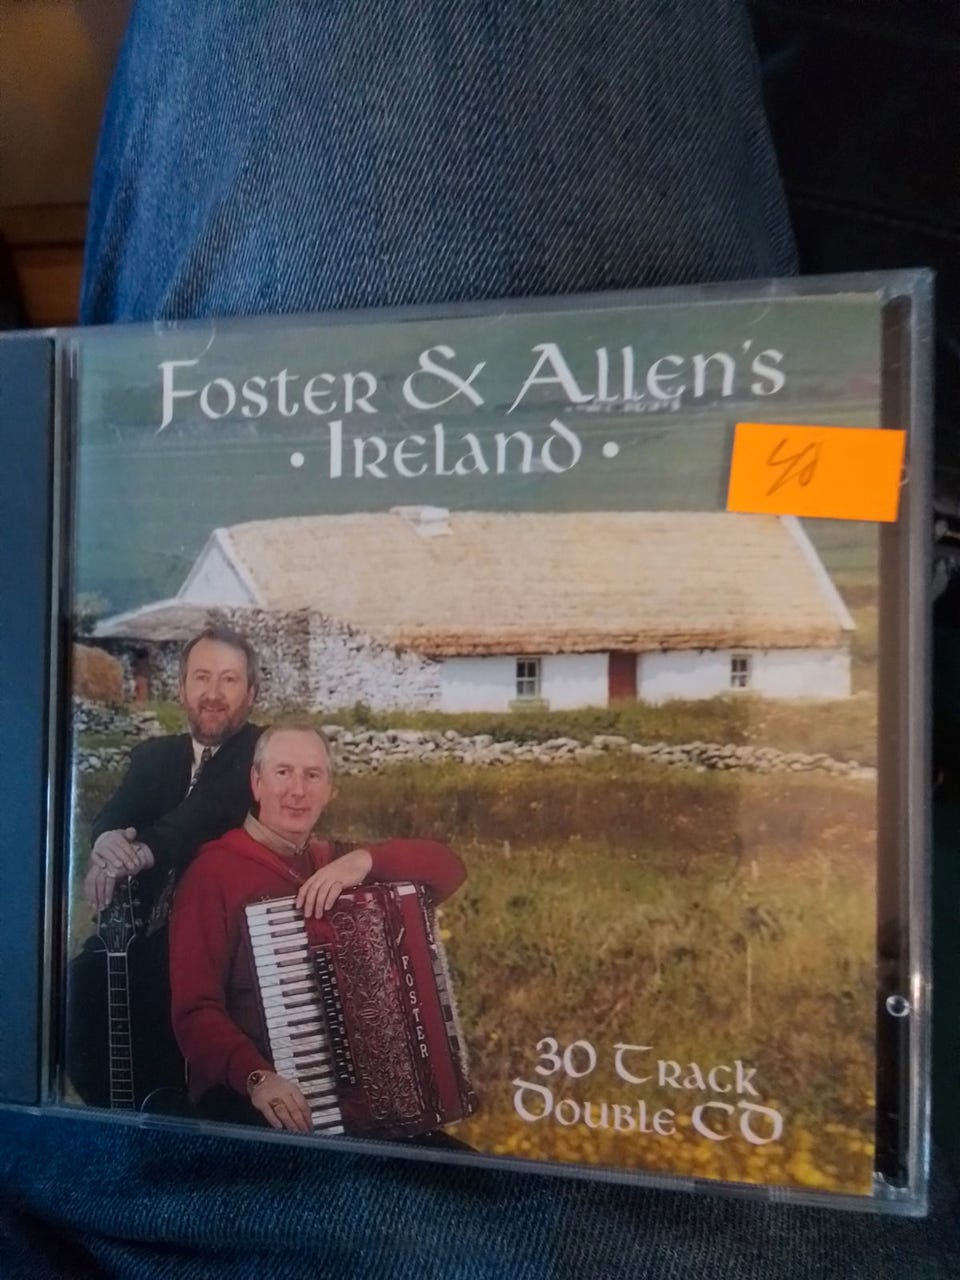 Foster & Allen's
• Ireland •
40
FOSTER
30 Track
Double CD